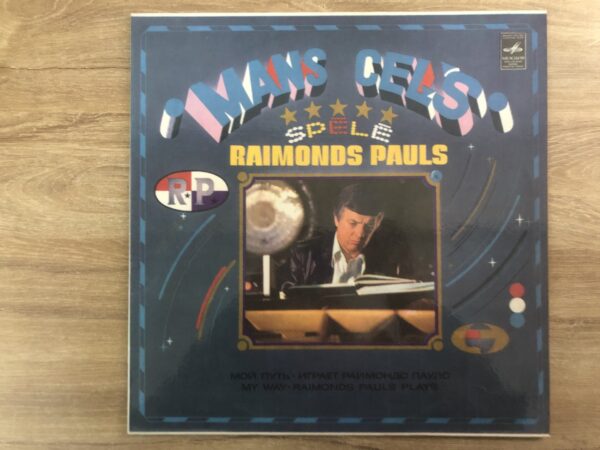 MANS CEĻŠ
SPĒLĒ
RAIMONDS PAULS
R.P.
МОЙ ПУТЬ · ИГРАЕТ РАЙМОНДС ПАУЛС
MY WAY · RAIMONDS PAULS PLAYS